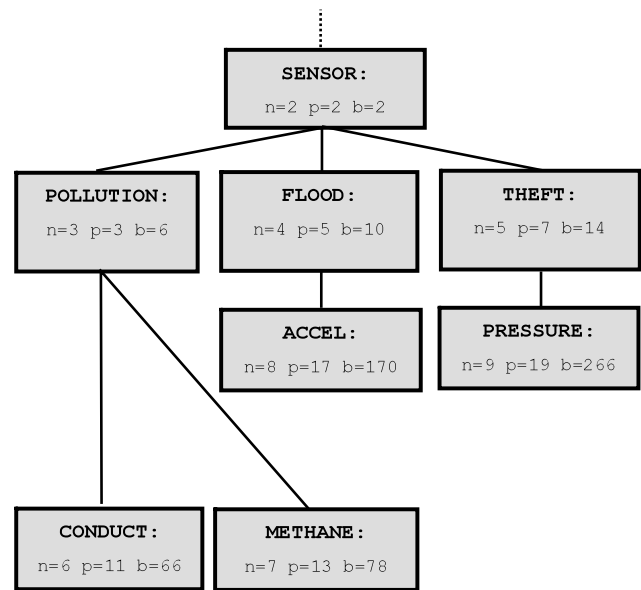 SENSOR:
n=2 p=2 b=2
POLLUTION:
n=3 p=3 b=6
FLOOD:
n=4 p=5 b=10
THEFT:
n=5 p=7 b=14
ACCEL:
n=8 p=17 b=170
PRESSURE:
n=9 p=19 b=266
CONDUCT:
n=6 p=11 b=66
METHANE:
n=7 p=13 b=78